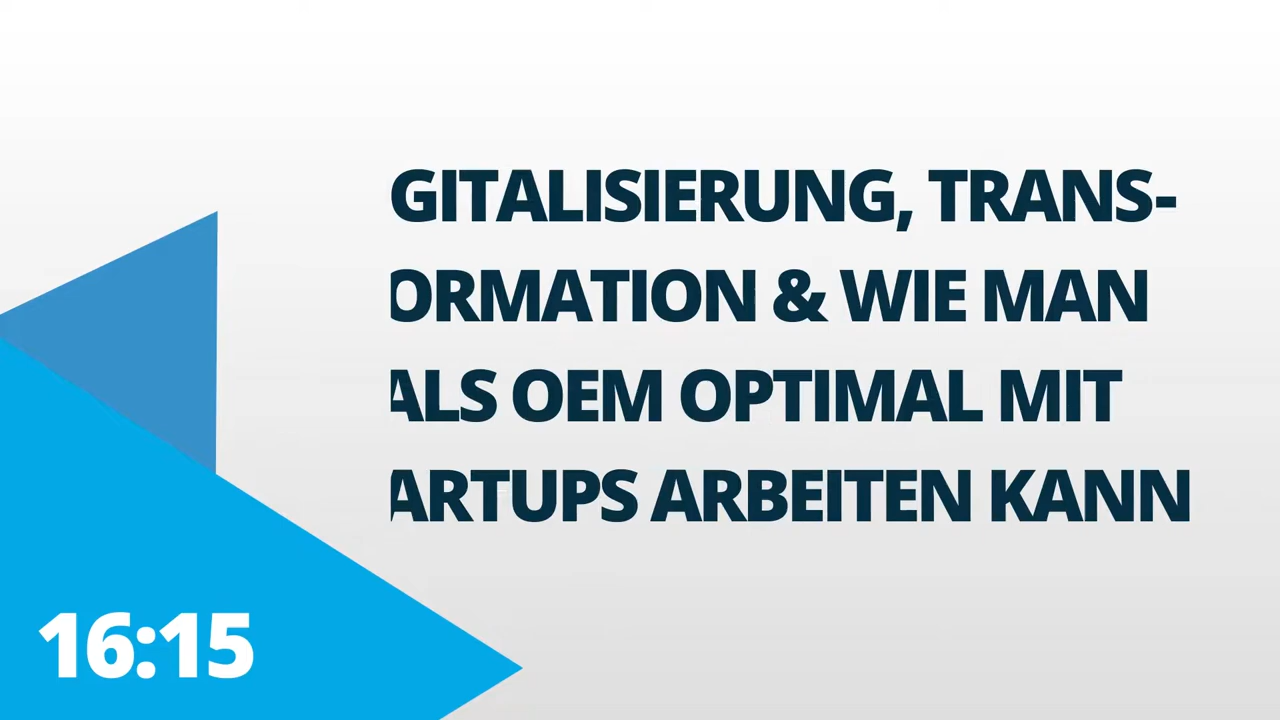 GITALISIERUNG, TRANS-
ORMATION & WIE MAN
ALS OEM OPTIMAL MIT
ARTUPS ARBEITEN KANN
16:15